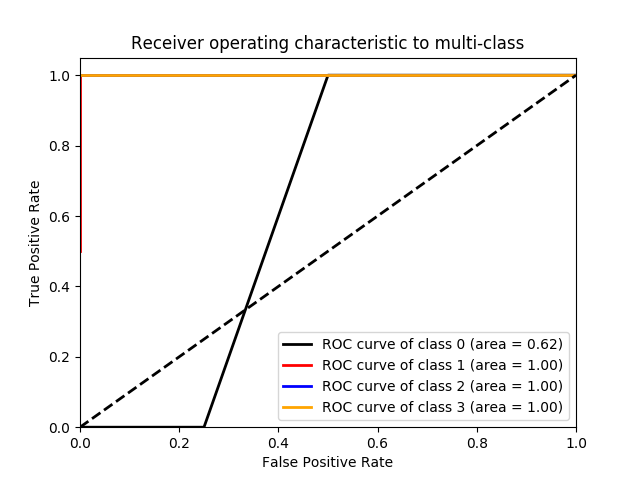 Receiver operating characteristic to multi-class
1.0
0.8
0.6
0.4
0.2
0.0
True Positive Rate
ROC curve of class 0 (area = 0.62)
ROC curve of class 1 (area = 1.00)
ROC curve of class 2 (area = 1.00)
ROC curve of class 3 (area = 1.00)
0.0 0.2 0.4 0.6 0.8 1.0
False Positive Rate